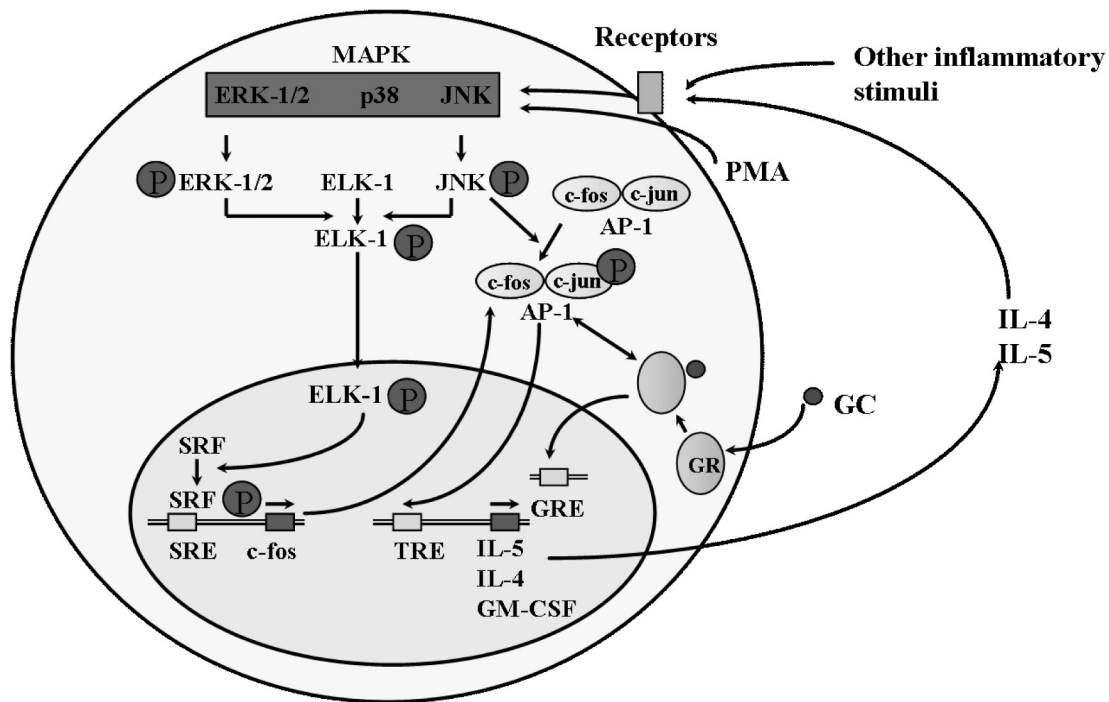 Receptors
Other inflammatory
stimuli
MAPK
ERK-1/2 p38 JNK
PMA
P ERK-1/2 ELK-1 JNK P
c-fos c-jun
AP-1
ELK-1 P
c-fos c-jun P
AP-1
IL-4
IL-5
ELK-1 P
GC
SRF
GR
SRF P
GRE
SRE c-fos TRE IL-5
IL-4
GM-CSF